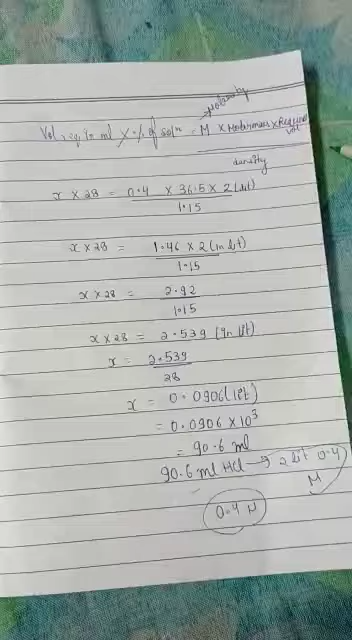 Molarity
Vol req in ml X % of solⁿ = M X Molarmass X Required vol
density
x X 28 = 0.4 X 36.5 X 2 (lit)
1.15
x X 28 = 1.46 X 2 (in lit)
1.15
x X 28 = 2.92
1.15
x X 28 = 2.539 (in lit)
x = 2.539
28
x = 0.0906 (lit)
= 0.0906 X 10³
= 90.6 ml
90.6 ml HCl → 2 lit 0.4
M
0.4 M